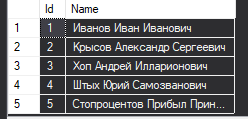 Id Name
1 1 Иванов Иван Иванович
2 2 Крысов Александр Сергеевич
3 3 Хоп Андрей Илларионович
4 4 Штых Юрий Самозванович
5 5 Стопроцентов Прибыл Прин...